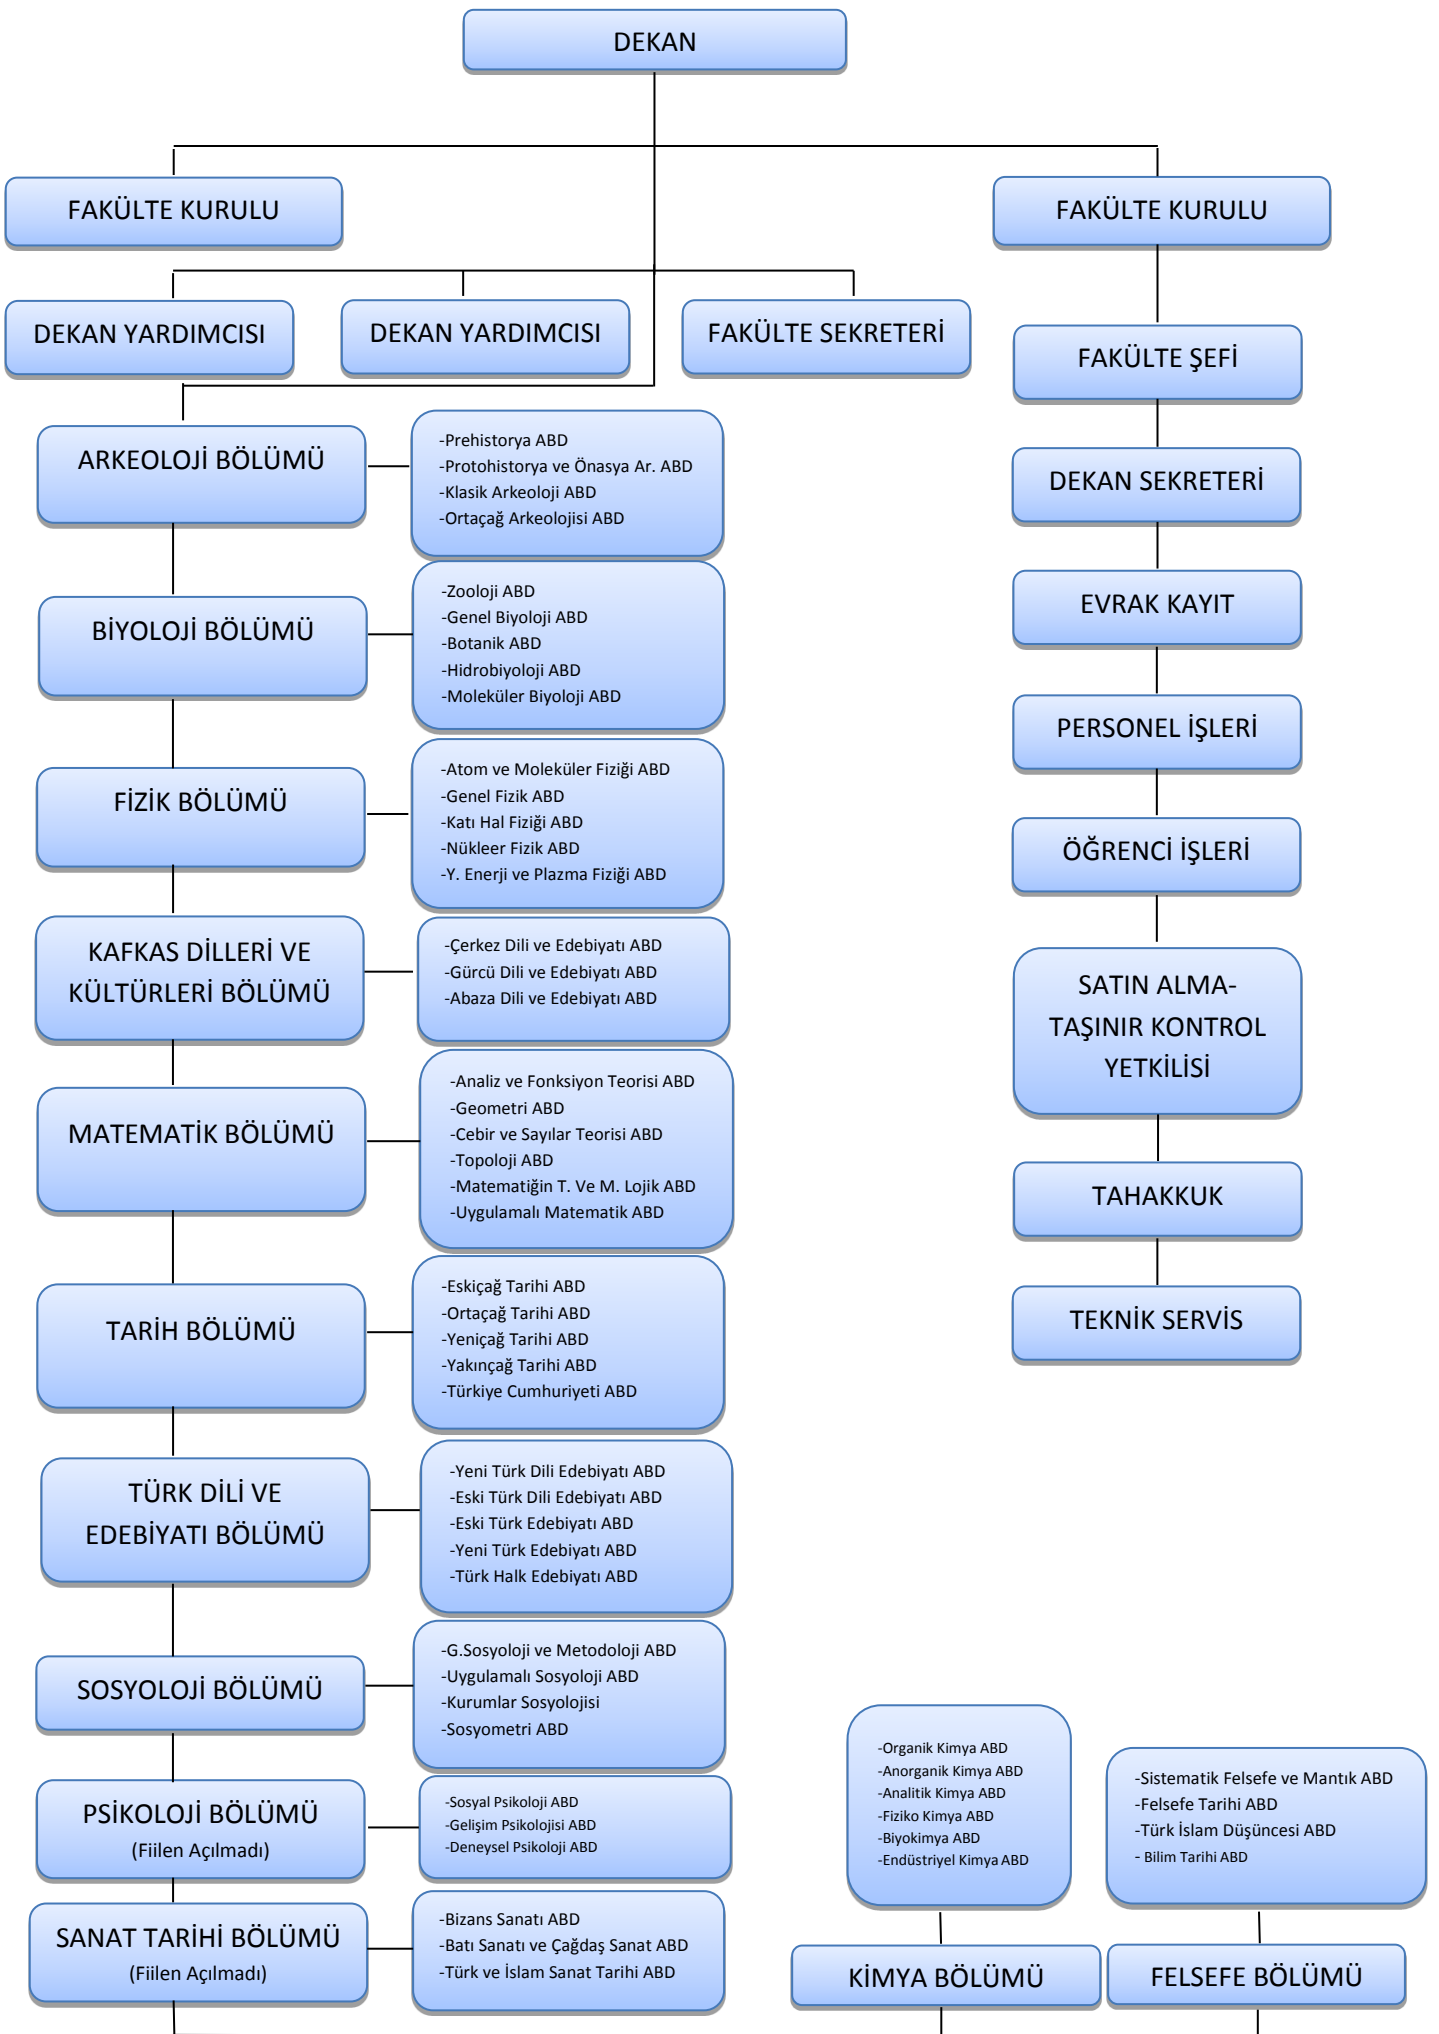 DEKAN
FAKÜLTE KURULU
FAKÜLTE KURULU
DEKAN YARDIMCISI
DEKAN YARDIMCISI
FAKÜLTE SEKRETERİ
FAKÜLTE ŞEFİ
DEKAN SEKRETERİ
EVRAK KAYIT
PERSONEL İŞLERİ
ÖĞRENCİ İŞLERİ
SATIN ALMA-
TAŞINIR KONTROL
YETKİLİSİ
TAHAKKUK
TEKNİK SERVİS
ARKEOLOJİ BÖLÜMÜ
-Prehistorya ABD
-Protohistorya ve Önasya Ar. ABD
-Klasik Arkeoloji ABD
-Ortaçağ Arkeolojisi ABD
BİYOLOJİ BÖLÜMÜ
-Zooloji ABD
-Genel Biyoloji ABD
-Botanik ABD
-Hidrobiyoloji ABD
-Moleküler Biyoloji ABD
FİZİK BÖLÜMÜ
-Atom ve Moleküler Fiziği ABD
-Genel Fizik ABD
-Katı Hal Fiziği ABD
-Nükleer Fizik ABD
-Y. Enerji ve Plazma Fiziği ABD
KAFKAS DİLLERİ VE
KÜLTÜRLERİ BÖLÜMÜ
-Çerkez Dili ve Edebiyatı ABD
-Gürcü Dili ve Edebiyatı ABD
-Abaza Dili ve Edebiyatı ABD
MATEMATİK BÖLÜMÜ
-Analiz ve Fonksiyon Teorisi ABD
-Geometri ABD
-Cebir ve Sayılar Teorisi ABD
-Topoloji ABD
-Matematiğin T. Ve M. Lojik ABD
-Uygulamalı Matematik ABD
TARİH BÖLÜMÜ
-Eskiçağ Tarihi ABD
-Ortaçağ Tarihi ABD
-Yeniçağ Tarihi ABD
-Yakınçağ Tarihi ABD
-Türkiye Cumhuriyeti ABD
TÜRK DİLİ VE
EDEBİYATI BÖLÜMÜ
-Yeni Türk Dili Edebiyatı ABD
-Eski Türk Dili Edebiyatı ABD
-Eski Türk Edebiyatı ABD
-Yeni Türk Edebiyatı ABD
-Türk Halk Edebiyatı ABD
SOSYOLOJİ BÖLÜMÜ
-G.Sosyoloji ve Metodoloji ABD
-Uygulamalı Sosyoloji ABD
-Kurumlar Sosyolojisi
-Sosyometri ABD
PSİKOLOJİ BÖLÜMÜ
(Fiilen Açılmadı)
-Sosyal Psikoloji ABD
-Gelişim Psikolojisi ABD
-Deneysel Psikoloji ABD
SANAT TARİHİ BÖLÜMÜ
(Fiilen Açılmadı)
-Bizans Sanatı ABD
-Batı Sanatı ve Çağdaş Sanat ABD
-Türk ve İslam Sanat Tarihi ABD
-Organik Kimya ABD
-Anorganik Kimya ABD
-Analitik Kimya ABD
-Fiziko Kimya ABD
-Biyokimya ABD
-Endüstriyel Kimya ABD
KİMYA BÖLÜMÜ
-Sistematik Felsefe ve Mantık ABD
-Felsefe Tarihi ABD
-Türk İslam Düşüncesi ABD
- Bilim Tarihi ABD
FELSEFE BÖLÜMÜ